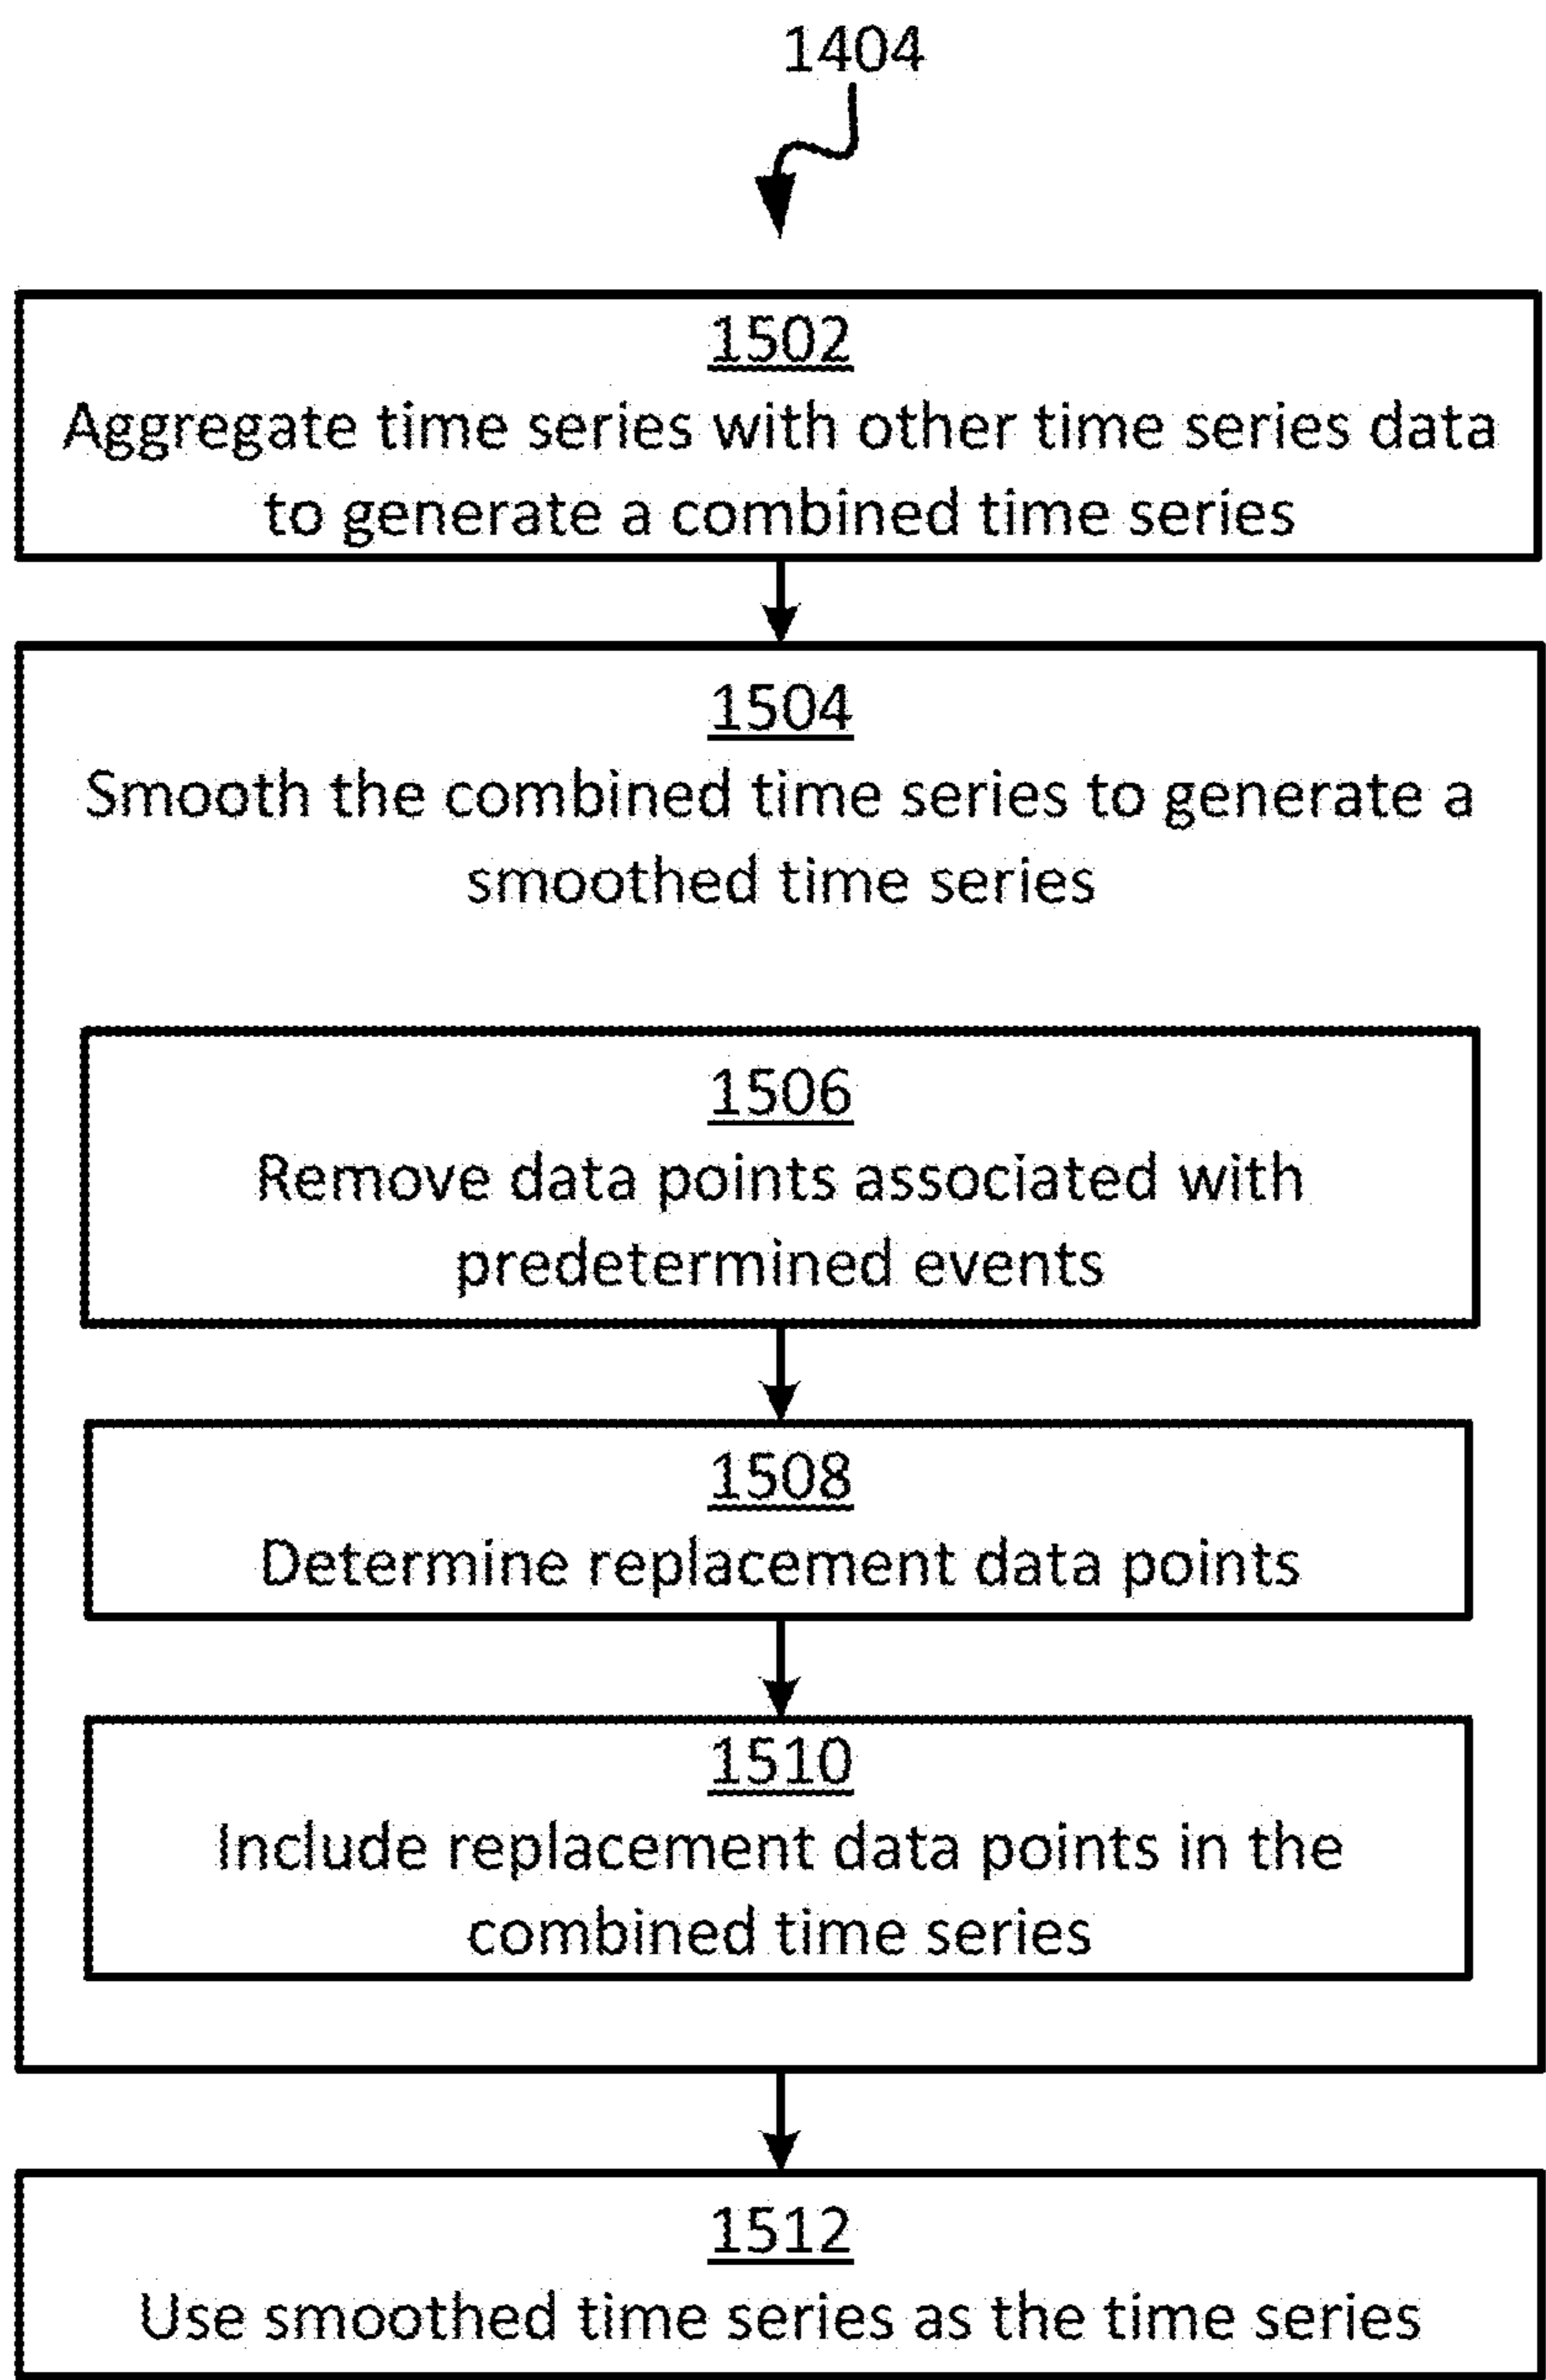 1404
1502
Aggregate time series with other time series data
to generate a combined time series
1504
Smooth the combined time series to generate a
smoothed time series
1506
Remove data points associated with
predetermined events
1508
Determine replacement data points
1510
Include replacement data points in the
combined time series
1512
Use smoothed time series as the time series